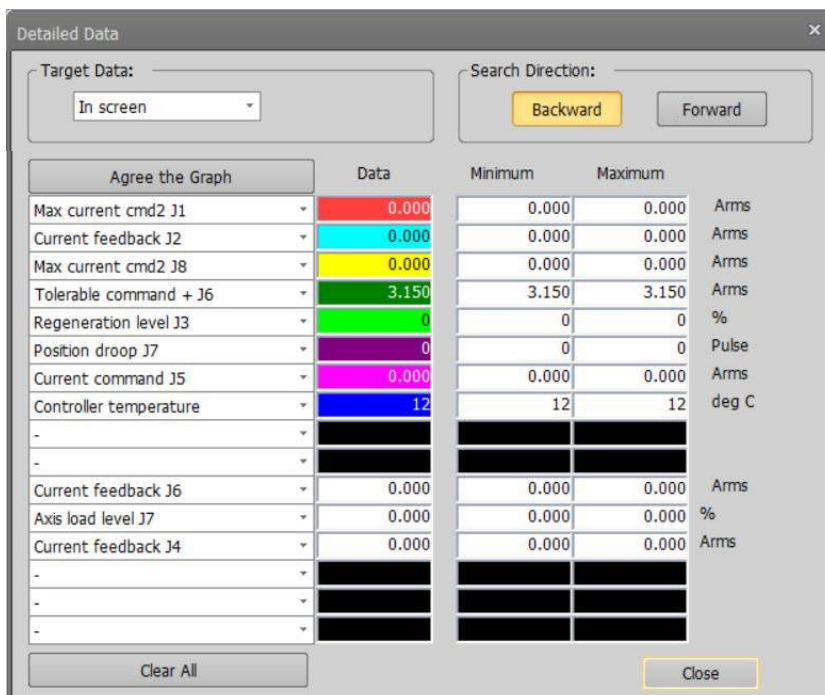 Detailed Data ×
Target Data: Search Direction:
In screen Backward Forward
Agree the Graph Data Minimum Maximum
Max current cmd2 J1 0.000 0.000 0.000 Arms
Current feedback J2 0.000 0.000 0.000 Arms
Max current cmd2 J8 0.000 0.000 0.000 Arms
Tolerable command + J6 3.150 3.150 3.150 Arms
Regeneration level J3 0 0 0 %
Position droop J7 0 0 0 Pulse
Current command J5 0.000 0.000 0.000 Arms
Controller temperature 12 12 12 deg C
-
-
Current feedback J6 0.000 0.000 0.000 Arms
Axis load level J7 0.000 0.000 0.000 %
Current feedback J4 0.000 0.000 0.000 Arms
-
-
-
Clear All Close